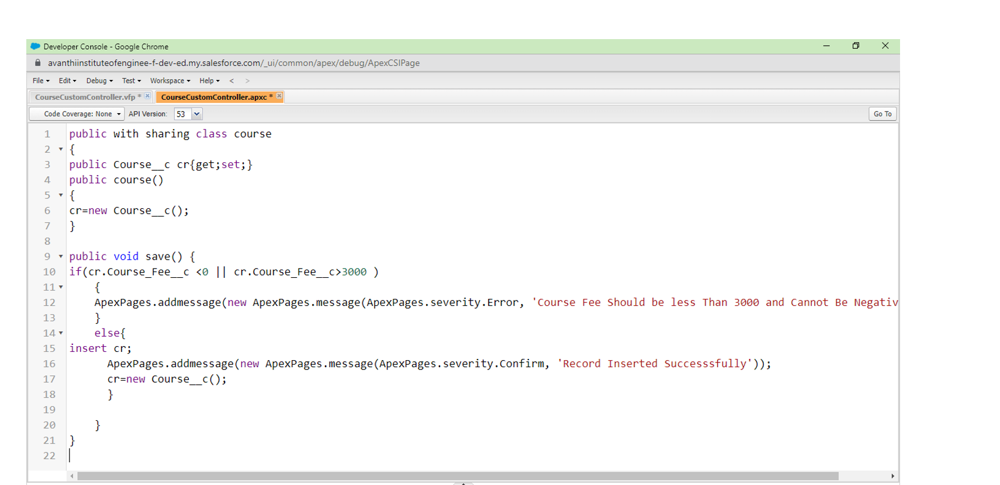 Developer Console - Google Chrome
avanthiinstituteofenginee-f-dev-ed.my.salesforce.com/_ui/common/apex/debug/ApexCSIPage
File Edit Debug Test Workspace Help < >
CourseCustomController.vfp * CourseCustomController.apxc *
Code Coverage: None API Version: 53 Go To
1 public with sharing class course
2 {
3 public Course__c cr{get;set;}
4 public course()
5 {
6 cr=new Course__c();
7 }
8
9 public void save() {
10 if(cr.Course_Fee__c <0 || cr.Course_Fee__c>3000 )
11 {
12 ApexPages.addmessage(new ApexPages.message(ApexPages.severity.Error, 'Course Fee Should be less Than 3000 and Cannot Be Negativ
13 }
14 else{
15 insert cr;
16 ApexPages.addmessage(new ApexPages.message(ApexPages.severity.Confirm, 'Record Inserted Successsfully'));
17 cr=new Course__c();
18 }
19
20 }
21 }
22